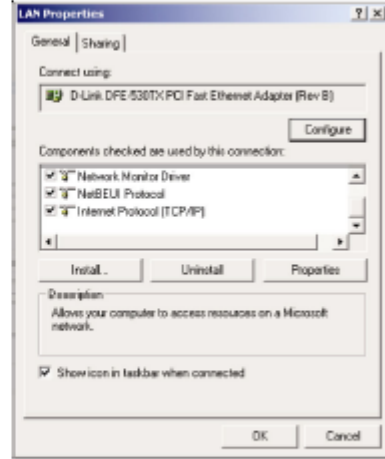 LAN Properties
General Sharing
Connect using:
D-Link DFE-530TX PCI Fast Ethernet Adapter (Rev B)
Configure
Components checked are used by this connection:
Network Monitor Driver
NetBEUI Protocol
Internet Protocol (TCP/IP)
Install... Uninstall Properties
Description
Allows your computer to access resources on a Microsoft
network.
Show icon in taskbar when connected
OK Cancel